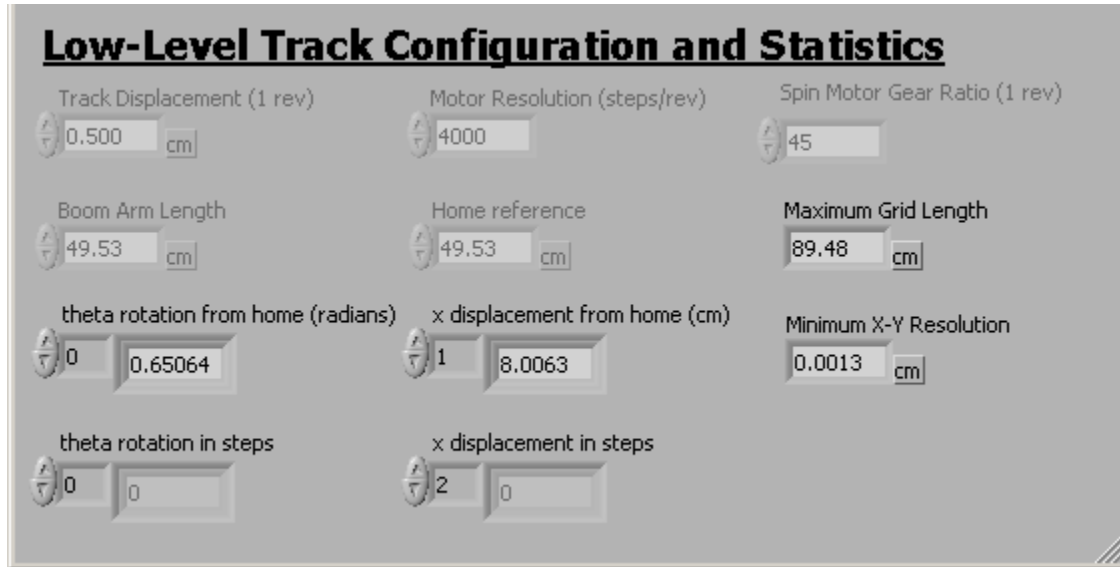 Low-Level Track Configuration and Statistics
Track Displacement (1 rev)
Motor Resolution (steps/rev)
Spin Motor Gear Ratio (1 rev)
0.500 cm
4000
45
Boom Arm Length
Home reference
Maximum Grid Length
49.53 cm
49.53 cm
89.48 cm
theta rotation from home (radians)
x displacement from home (cm)
Minimum X-Y Resolution
0 0.65064
1 8.0063
0.0013 cm
theta rotation in steps
x displacement in steps
0 0
2 0